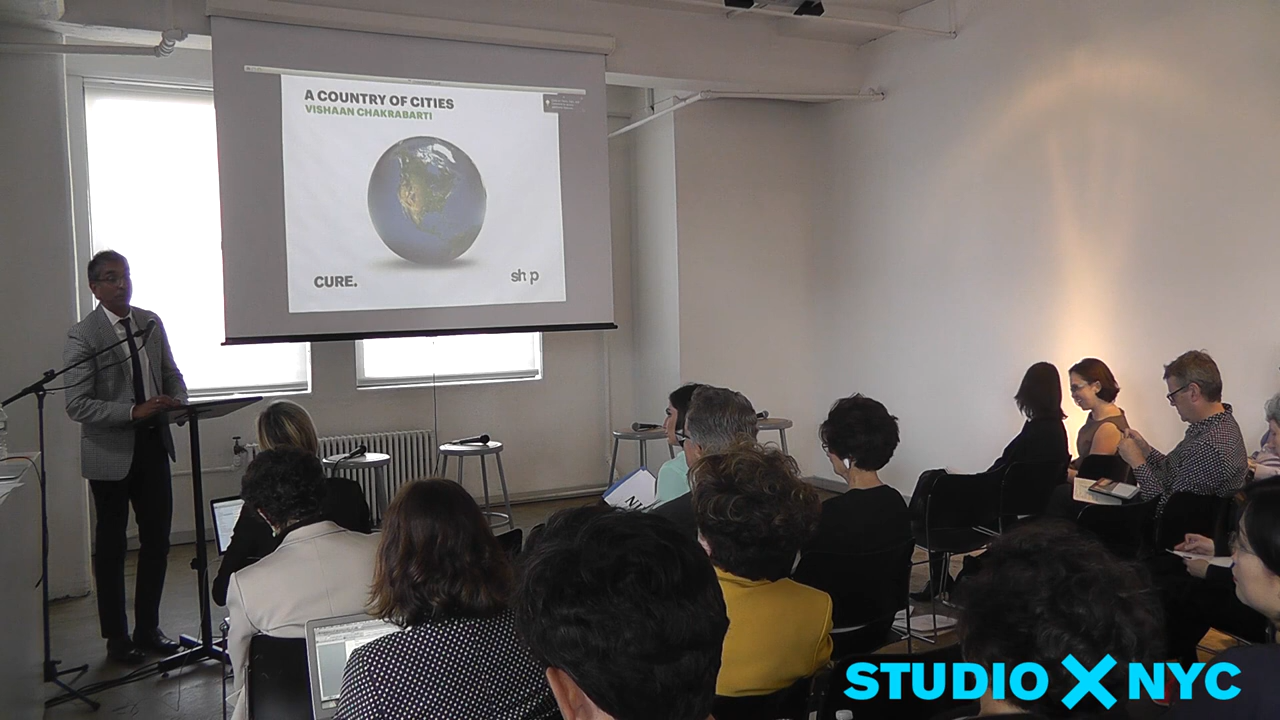 A COUNTRY OF CITIES
VISHAAN CHAKRABARTI
CURE.
shop
STUDIO X NYC